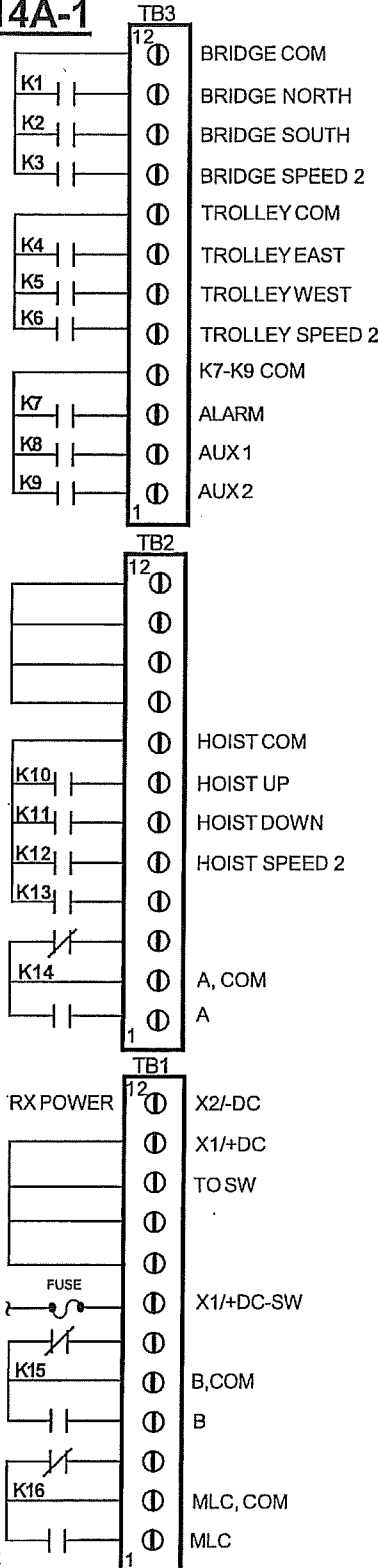 14A-1
TB3
12
BRIDGE COM
K1 BRIDGE NORTH
K2 BRIDGE SOUTH
K3 BRIDGE SPEED 2
TROLLEY COM
K4 TROLLEY EAST
K5 TROLLEY WEST
K6 TROLLEY SPEED 2
K7-K9 COM
K7 ALARM
K8 AUX 1
K9 AUX 2
1
TB2
12
HOIST COM
K10 HOIST UP
K11 HOIST DOWN
K12 HOIST SPEED 2
K13
K14 A, COM
A
1
TB1
12
RX POWER X2/-DC
X1/+DC
TO SW
FUSE
X1/+DC-SW
K15 B,COM
B
K16 MLC, COM
MLC
1